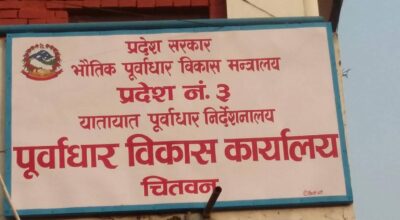 प्रदेश सरकार
भौतिक पूर्वाधार विकास मन्त्रालय
प्रदेश नं. ३
यातायात पूर्वाधार निर्देशनालय
पूर्वाधार विकास कार्यालय
चितवन